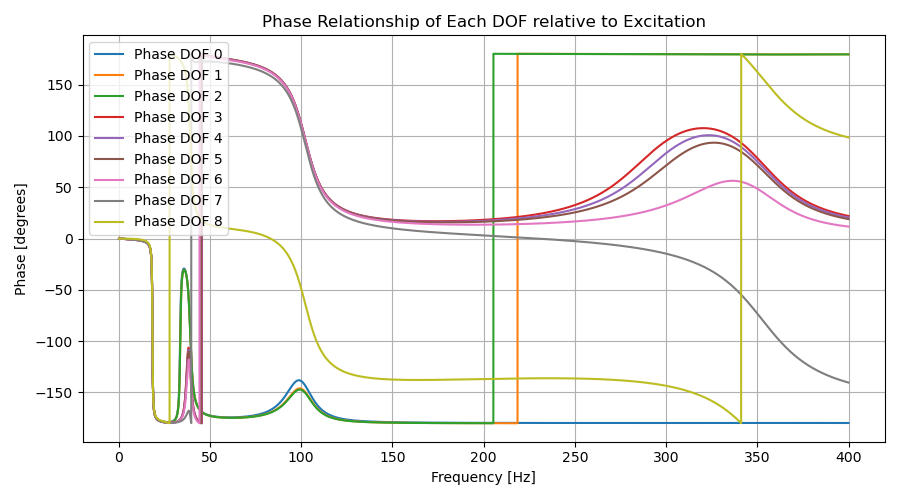 Phase Relationship of Each DOF relative to Excitation
Phase DOF 0
Phase DOF 1
Phase DOF 2
Phase DOF 3
Phase DOF 4
Phase DOF 5
Phase DOF 6
Phase DOF 7
Phase DOF 8
Phase [degrees]
150
100
50
0
−50
−100
−150
0
50
100
150
200
250
300
350
400
Frequency [Hz]